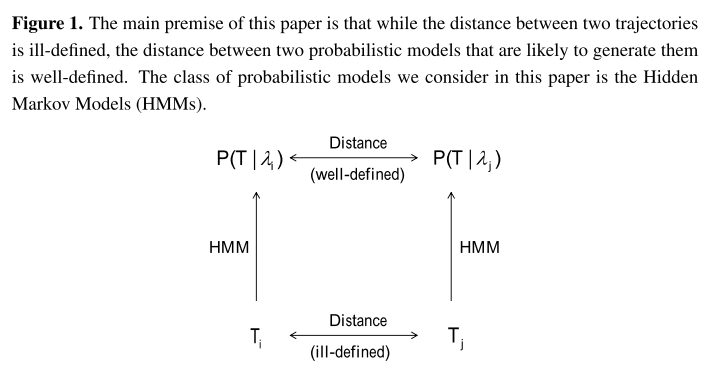 Figure 1. The main premise of this paper is that while the distance between two trajectories
is ill-defined, the distance between two probabilistic models that are likely to generate them
is well-defined. The class of probabilistic models we consider in this paper is the Hidden
Markov Models (HMMs).
Distance
P(T | λi) P(T | λj)
(well-defined)
HMM HMM
Distance
Ti Tj
(ill-defined)